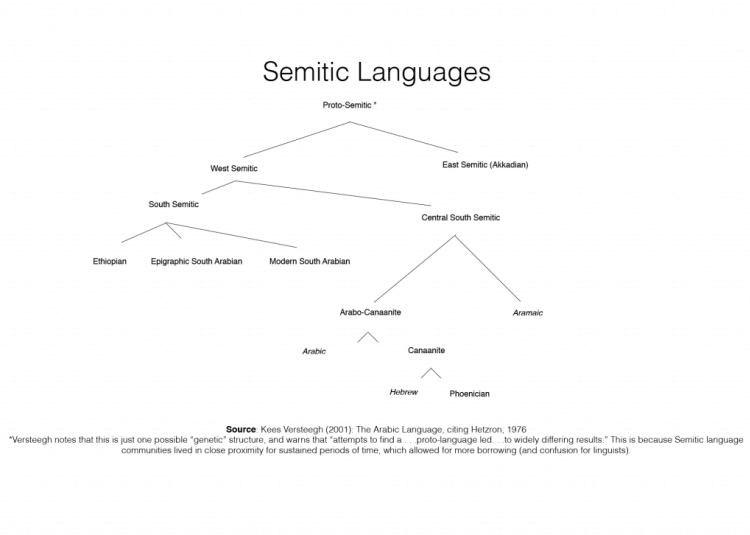 Semitic Languages
Proto-Semitic *
West Semitic
East Semitic (Akkadian)
South Semitic
Central South Semitic
Ethiopian
Epigraphic South Arabian
Modern South Arabian
Arabo-Canaanite
Aramaic
Arabic
Canaanite
Hebrew
Phoenician
Source: Kees Versteegh (2001): The Arabic Language, citing Hetzron, 1976
*Versteegh notes that this is just one possible "genetic" structure, and warns that "attempts to find a . . .proto-language led. . .to widely differing results." This is because Semitic language
communities lived in close proximity for sustained periods of time, which allowed for more borrowing (and confusion for linguists).